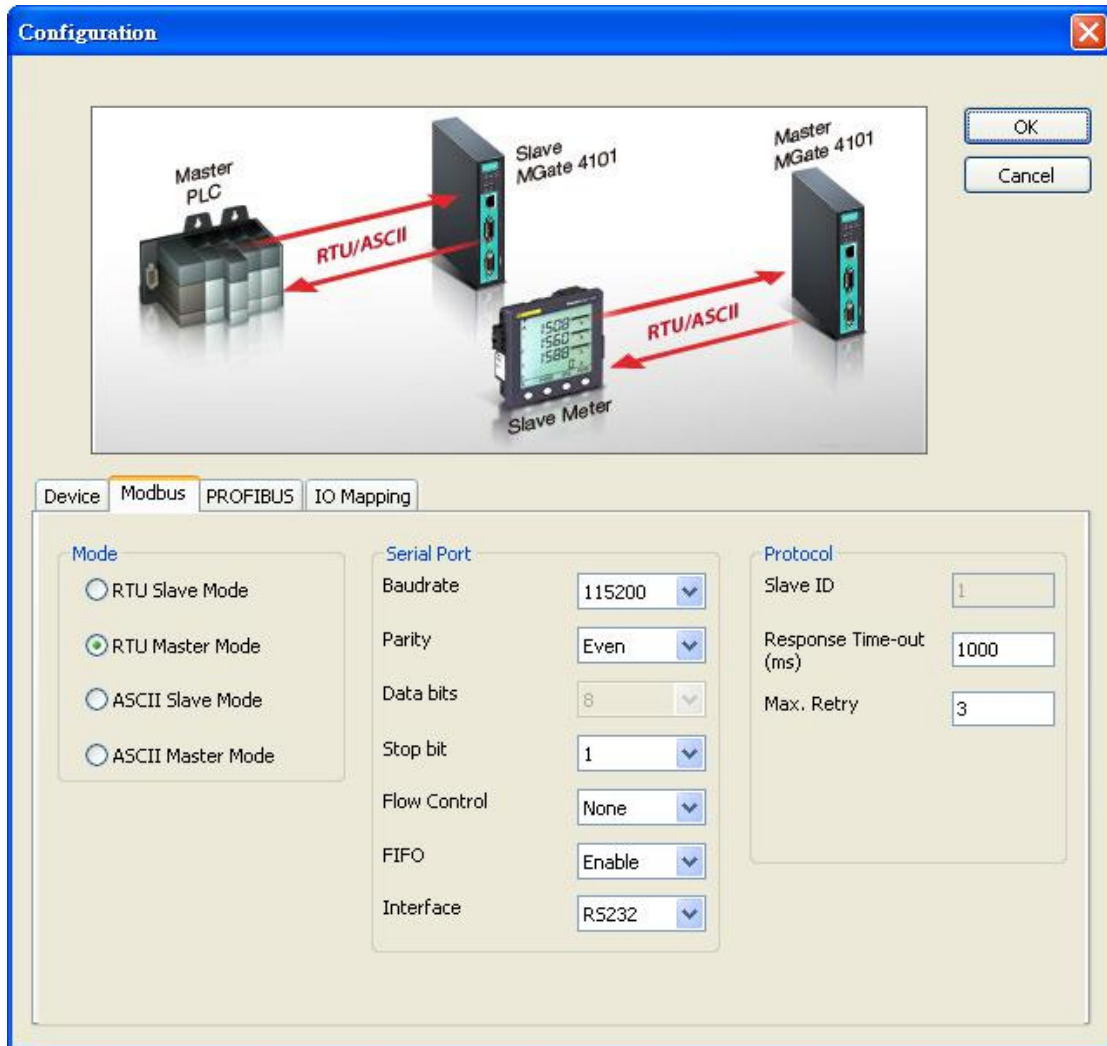 Configuration
OK
Cancel
Master
PLC
RTU/ASCII
Slave
MGate 4101
Master
MGate 4101
RTU/ASCII
Slave Meter
Device
Modbus
PROFIBUS
IO Mapping
Mode
RTU Slave Mode
RTU Master Mode
ASCII Slave Mode
ASCII Master Mode
Serial Port
Baudrate 115200
Parity Even
Data bits 8
Stop bit 1
Flow Control None
FIFO Enable
Interface RS232
Protocol
Slave ID 1
Response Time-out
(ms) 1000
Max. Retry 3